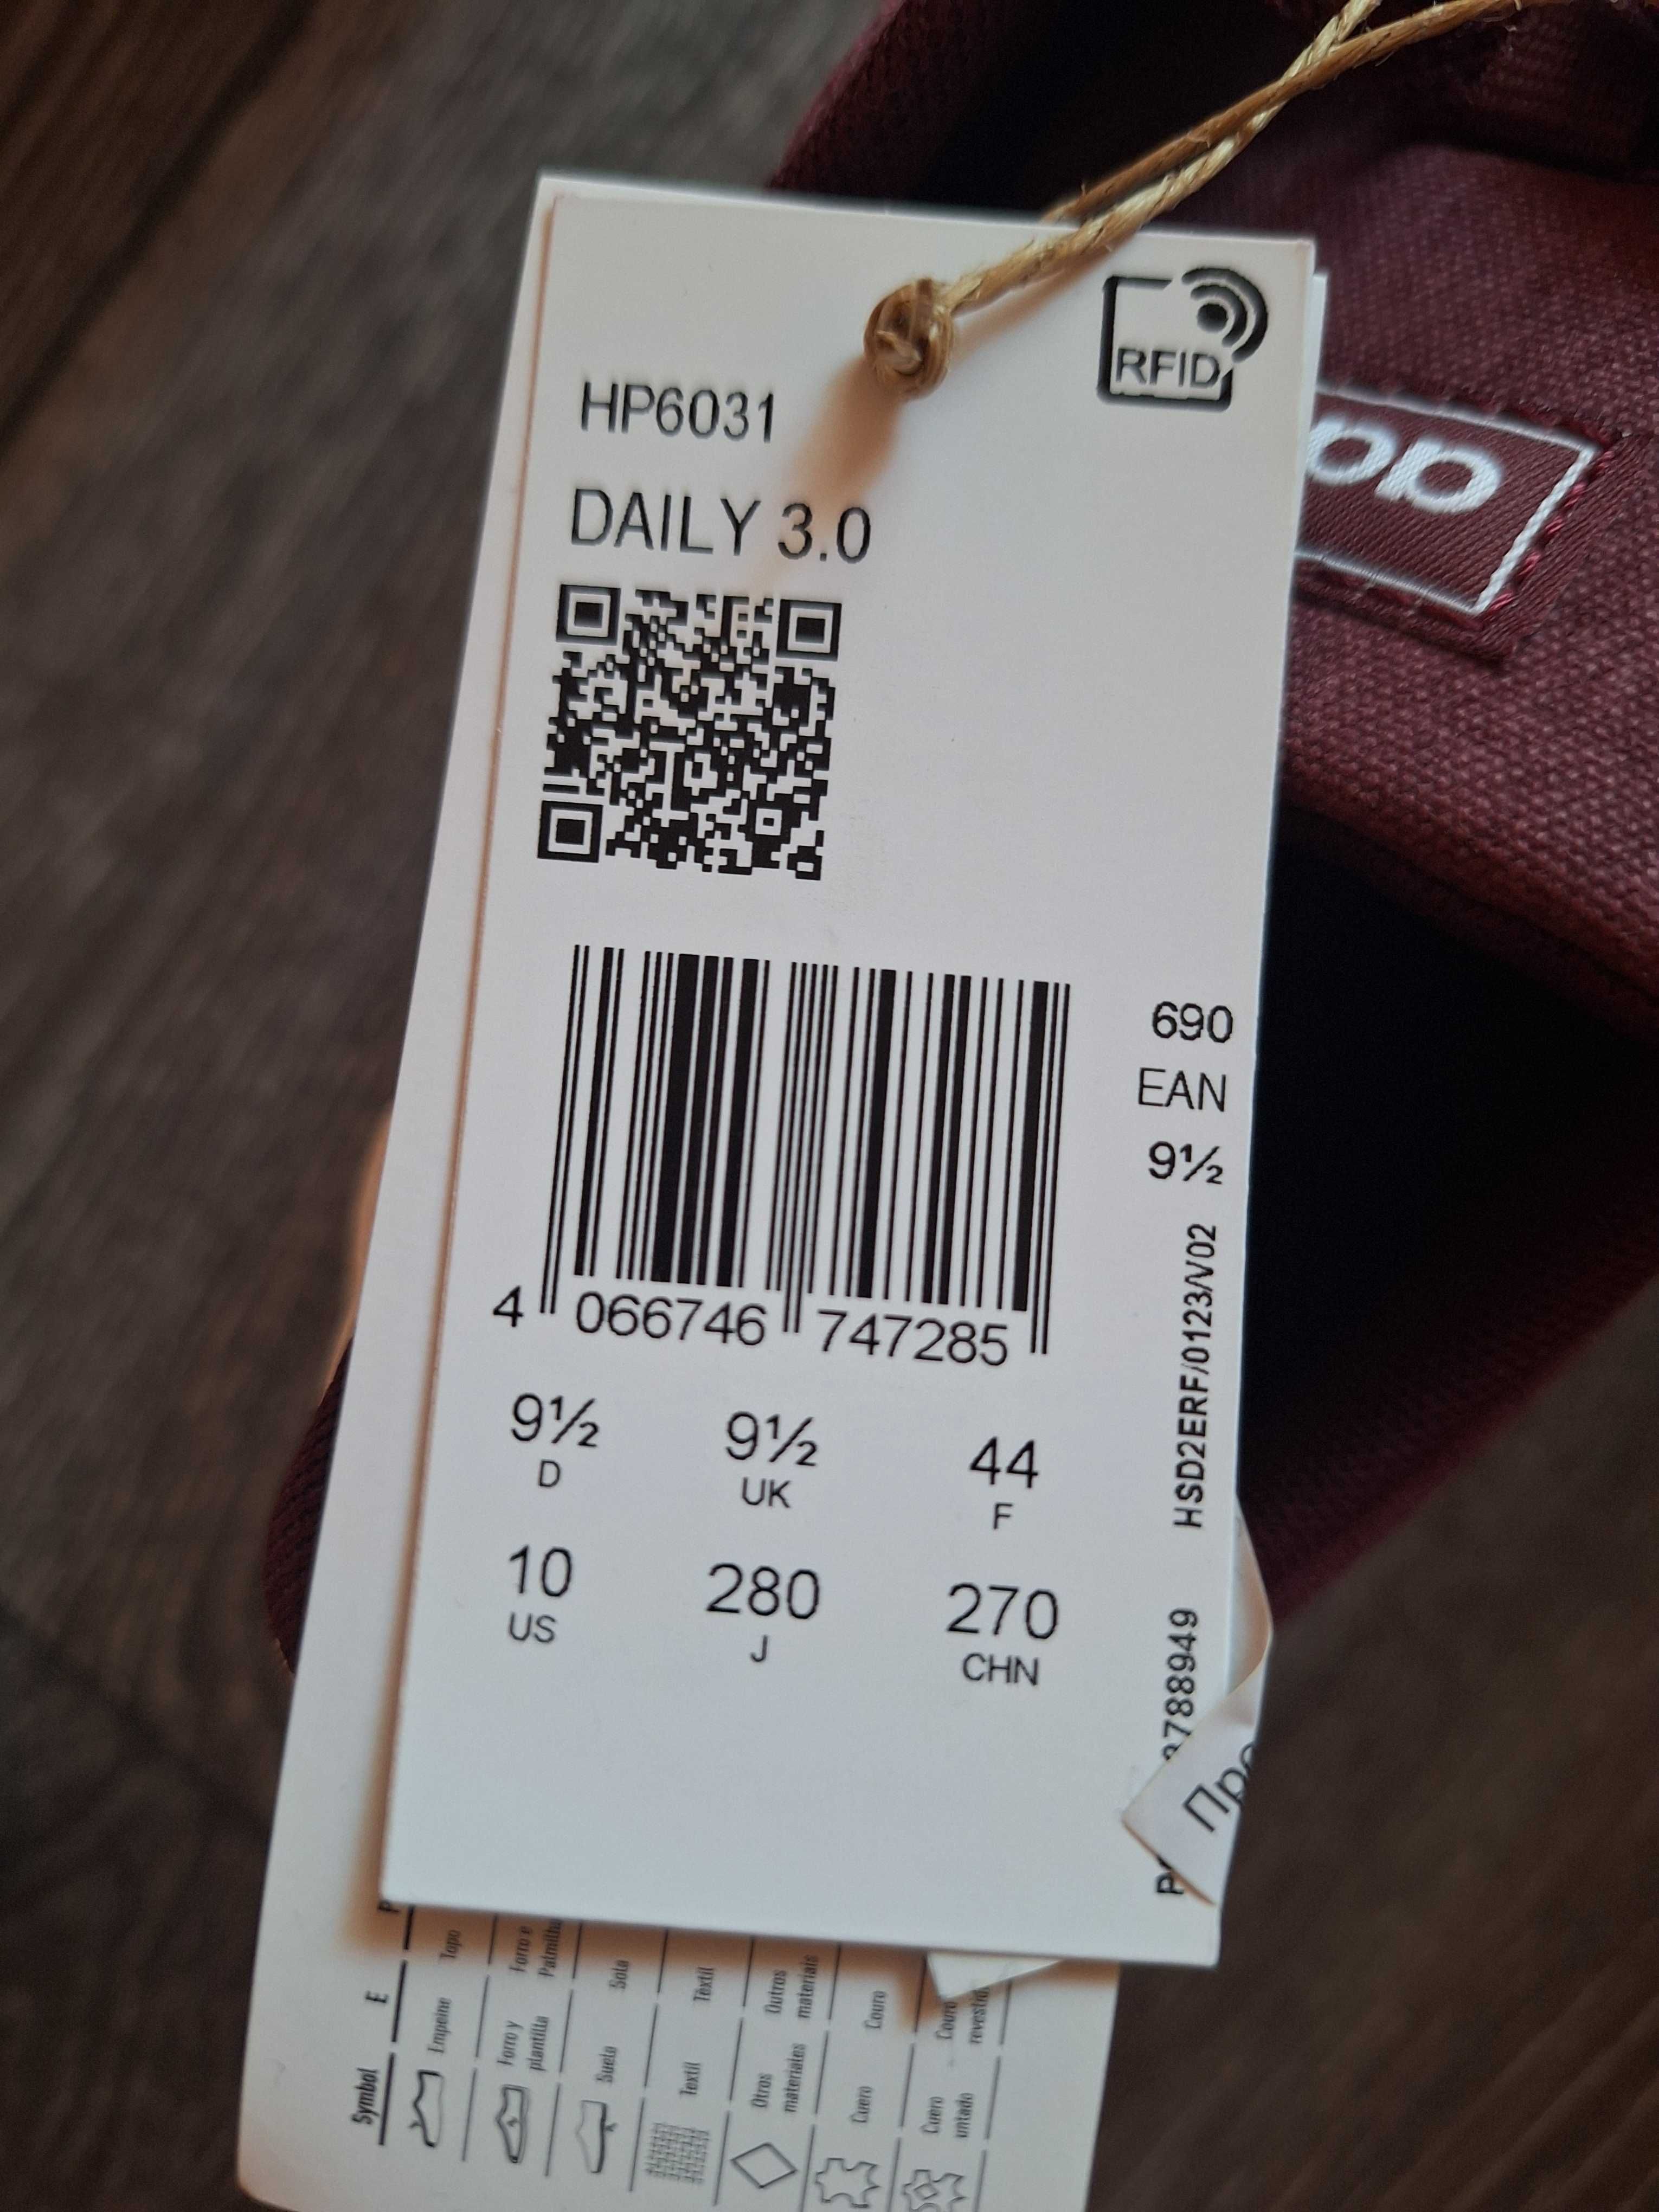 RFID
HP6031
DAILY 3.0
690
EAN
9½
4 066746 747285
9½ 9½ 44
D UK F
10 280 270
US J CHN
HSD2ERF/0123/V02
788949
Symbol E
Empeine Topo
Forro y plantilla Forro e
Suela Sola
Textil Têxtil
Otros materiales Outros materiais
Cuero Couro
Cuero untado Couro